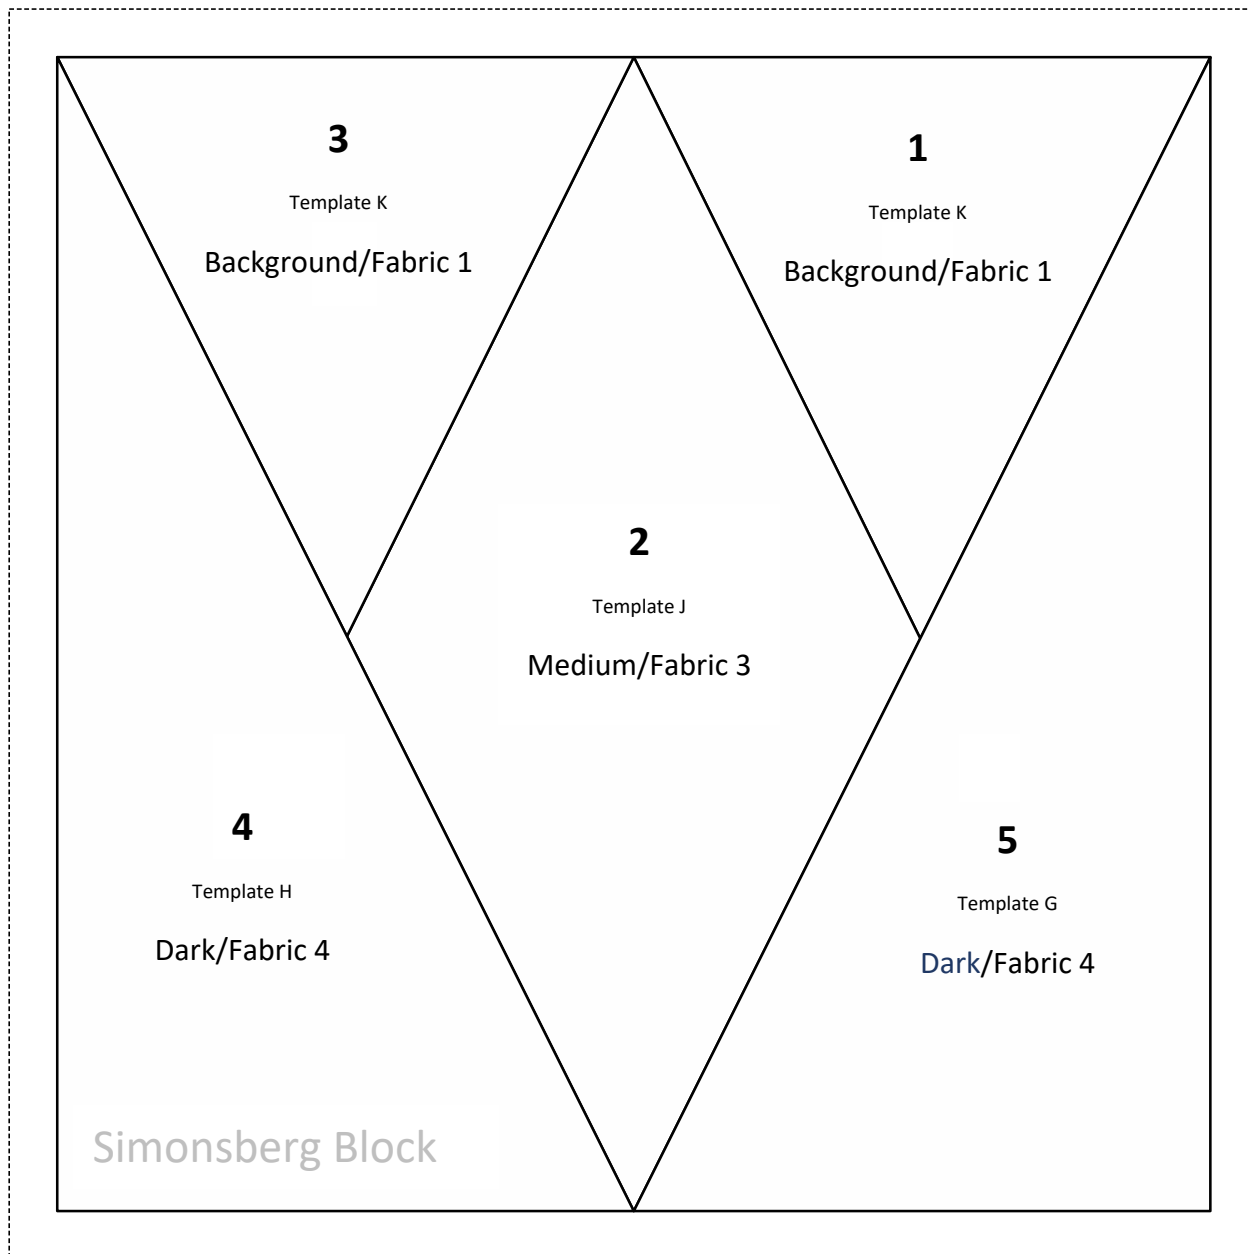 3
Template K
Background/Fabric 1
1
Template K
Background/Fabric 1
2
Template J
Medium/Fabric 3
4
Template H
Dark/Fabric 4
5
Template G
Dark/Fabric 4
Simonsberg Block